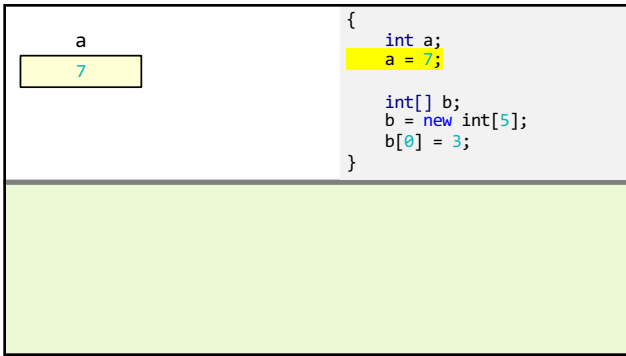 a
7
{
int a;
a = 7;
int[] b;
b = new int[5];
b[0] = 3;
}